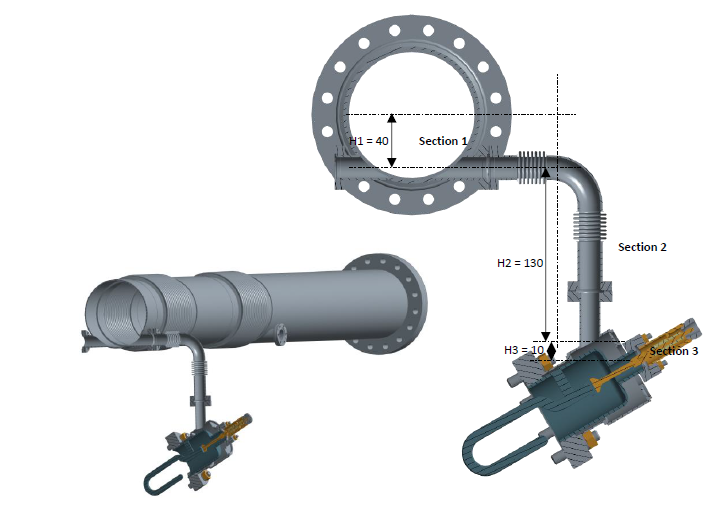 H1 = 40
Section 1
Section 2
H2 = 130
H3 = 10
Section 3